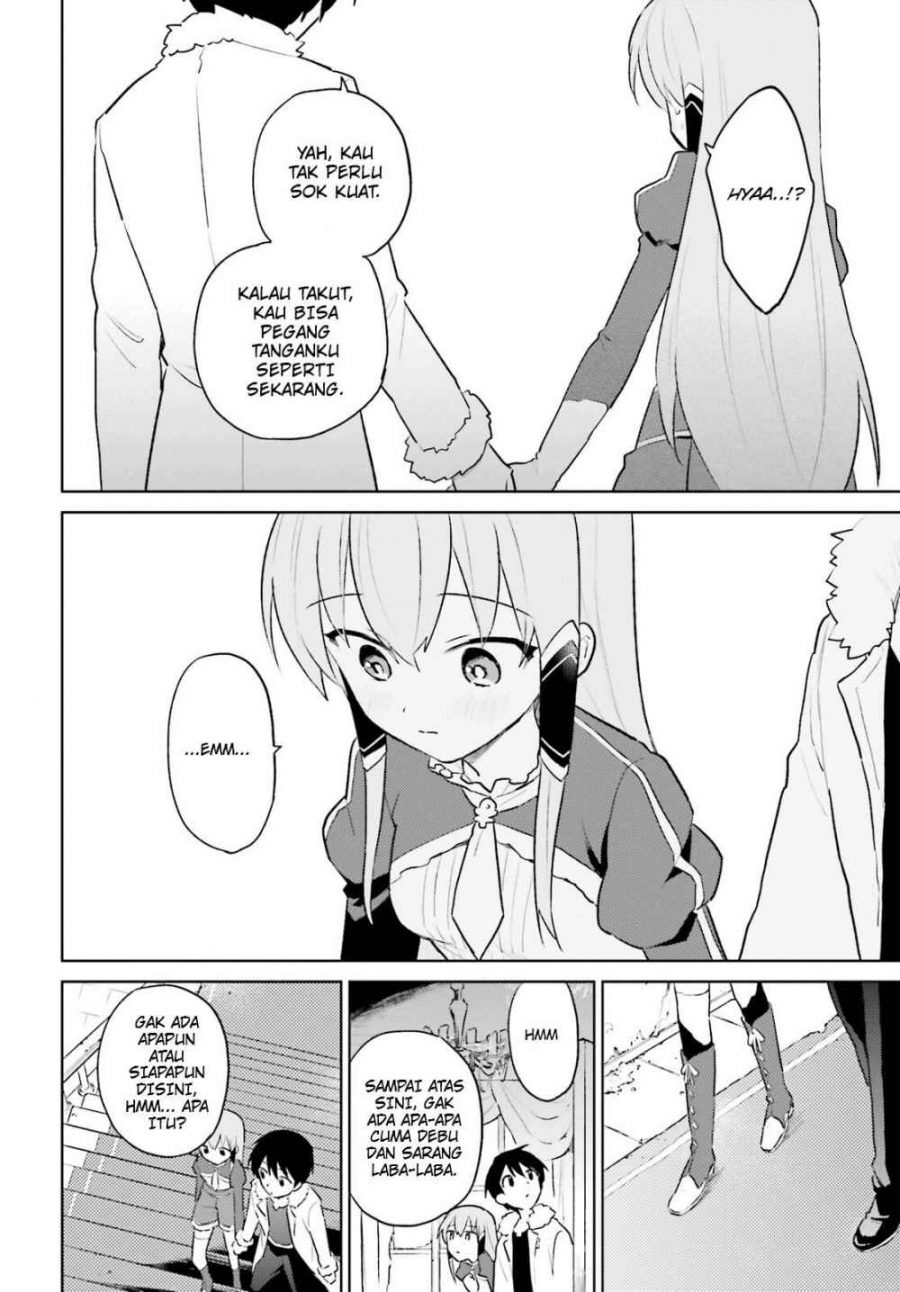 HYAA..!?
YAH, KAU
TAK PERLU
SOK KUAT.
KALAU TAKUT,
KAU BISA
PEGANG
TANGANKU
SEPERTI
SEKARANG.
...EMM...
HMM
SAMPAI ATAS
SINI, GAK
ADA APA-APA
CUMA DEBU
DAN SARANG
LABA-LABA.
GAK ADA
APAPUN
ATAU
SIAPAPUN
DISINI,
HMM... APA
ITU?